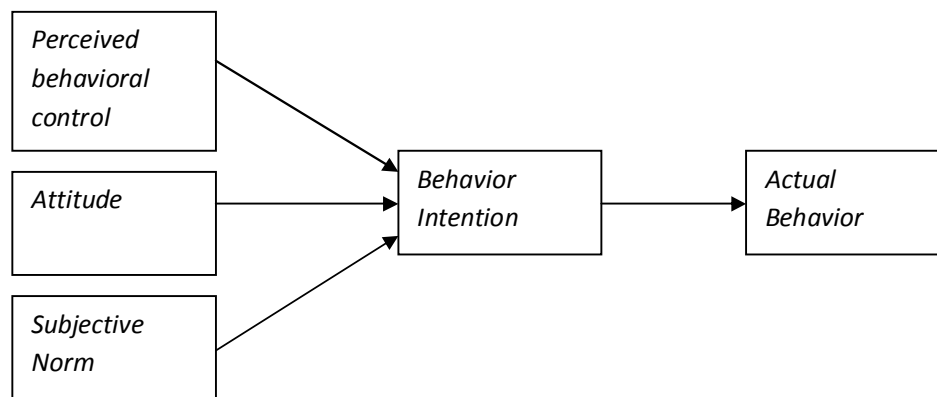 Perceived
behavioral
control
Attitude
Subjective
Norm
Behavior
Intention
Actual
Behavior